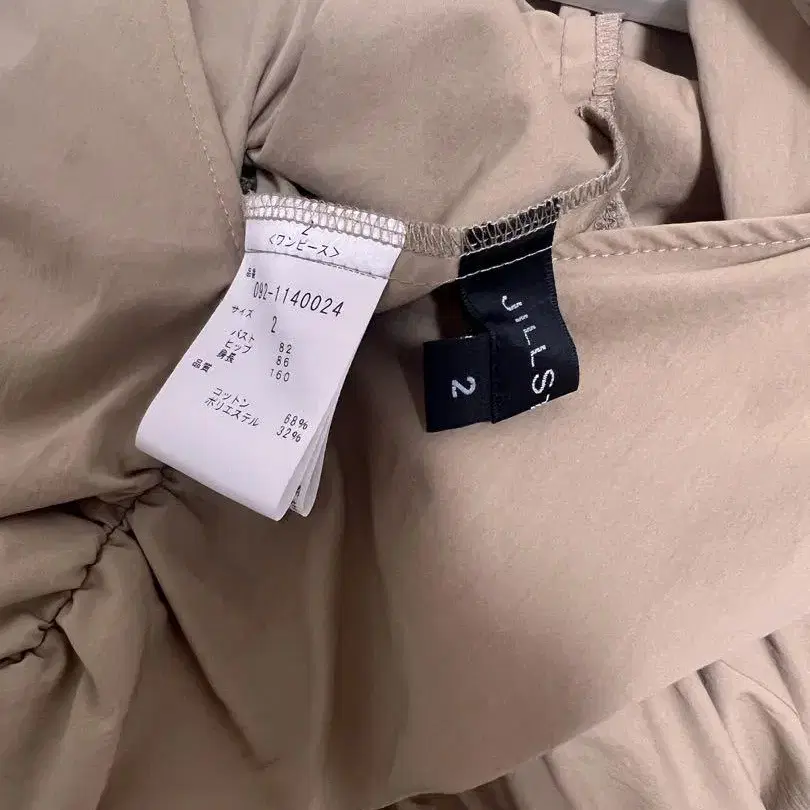 2
<ワンピース>
品番
092-1140024
サイズ
2
バスト 82
ヒップ 86
身長 160
品質
コットン 68%
ポリエステル 32%
JILLS
2